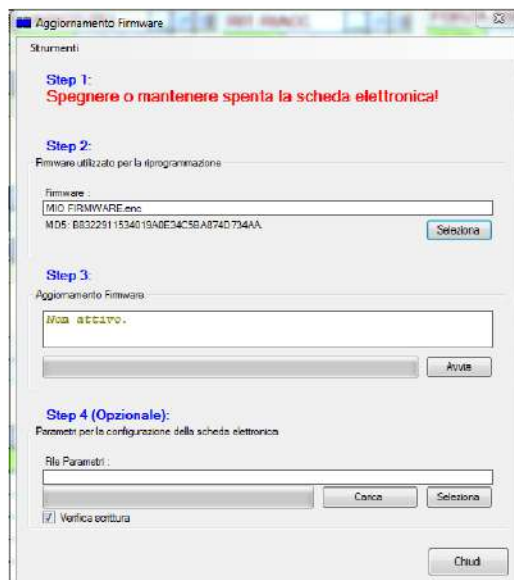 Aggiornamento Firmware
Strumenti
Step 1:
Spegnere o mantenere spenta la scheda elettronica!
Step 2:
Firmware utilizzato per la riprogrammazione
Firmware :
MIO FIRMWARE.enc
MD5:
Seleziona
Step 3:
Aggiornamento Firmware
Non attivo.
Avvia
Step 4 (Opzionale):
Parametri per la configurazione della scheda elettronica
File Parametri :
Carica Seleziona
Verifica scrittura
Chiudi